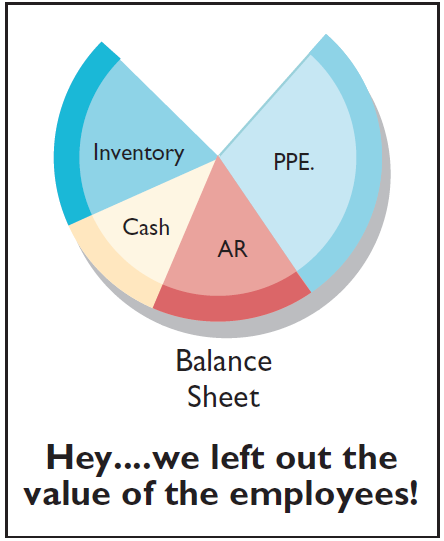 Inventory
PPE.
Cash
AR
Balance
Sheet
Hey....we left out the
value of the employees!